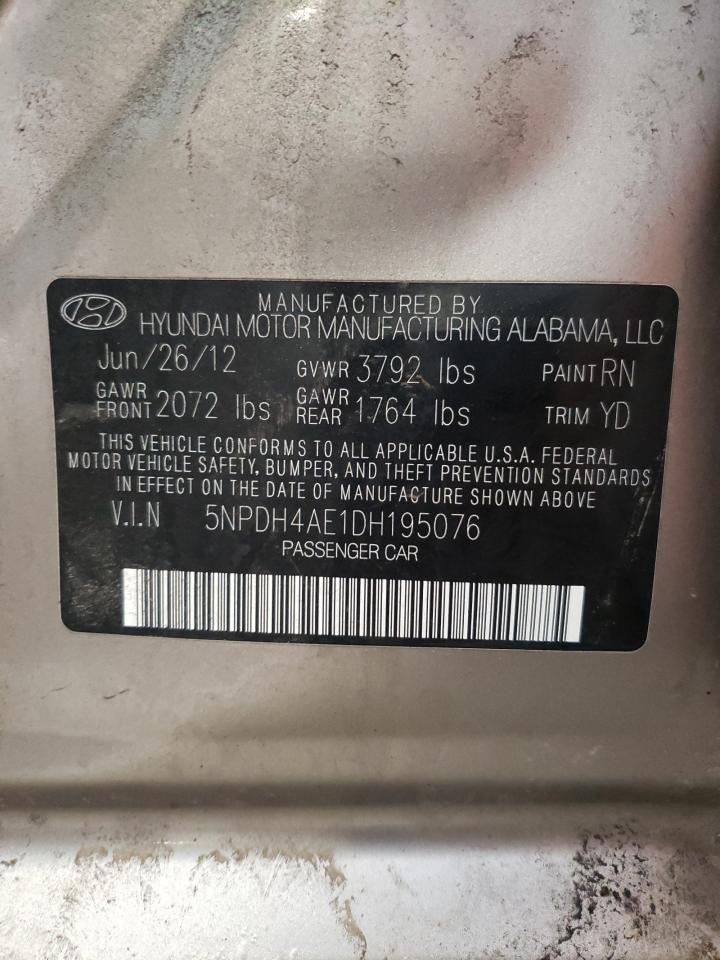 MANUFACTURED BY
HYUNDAI MOTOR MANUFACTURING ALABAMA, LLC
Jun/26/12 GVWR 3792 lbs PAINT RN
GAWR FRONT 2072 lbs GAWR REAR 1764 lbs TRIM YD
THIS VEHICLE CONFORMS TO ALL APPLICABLE U.S.A. FEDERAL
MOTOR VEHICLE SAFETY, BUMPER, AND THEFT PREVENTION STANDARDS
IN EFFECT ON THE DATE OF MANUFACTURE SHOWN ABOVE
V.I.N 5NPDH4AE1DH195076
PASSENGER CAR